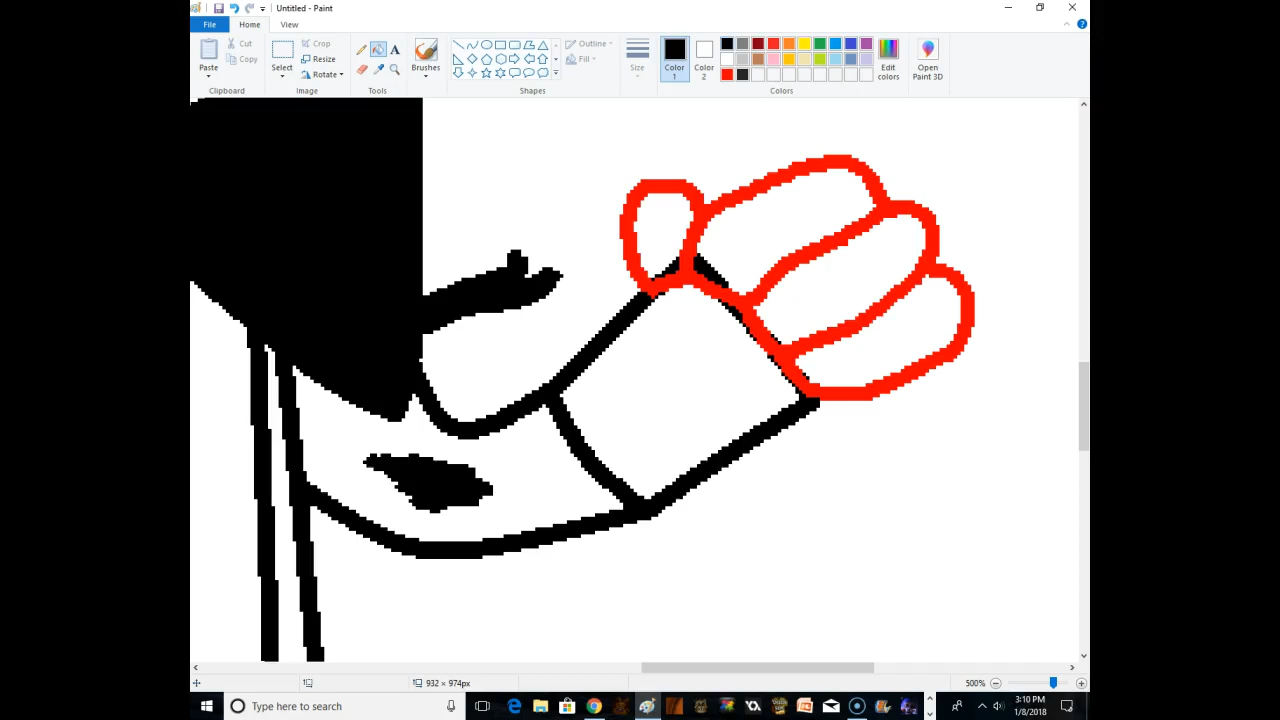 Untitled - Paint
File Home View
Paste
Cut
Copy
Clipboard
Select
Crop
Resize
Rotate
Image
A
Tools
Brushes
Outline
Fill
Shapes
Size
Color 1
Color 2
Edit colors
Colors
Open Paint 3D
932 × 974px
500%
Type here to search
3:10 PM
1/8/2018